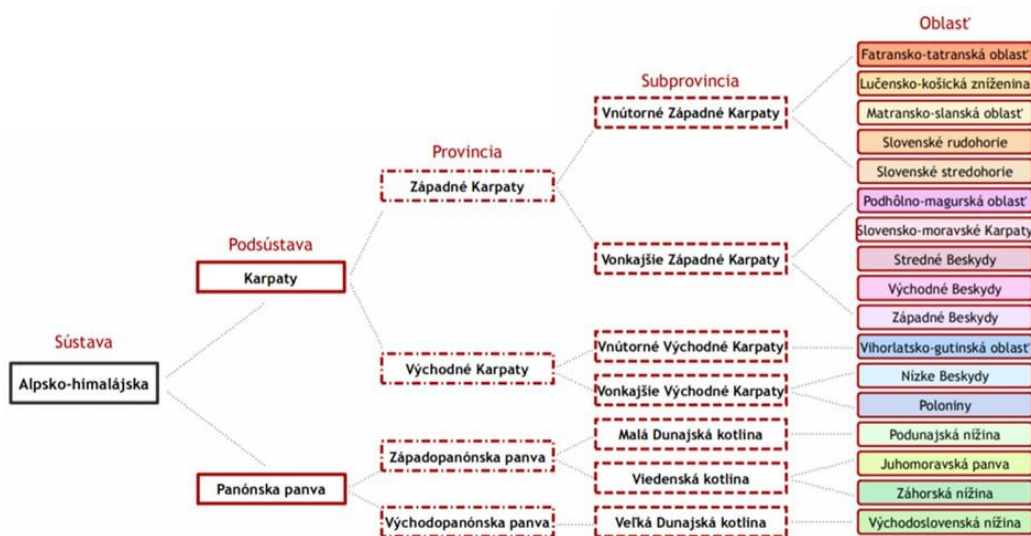 Oblasť
Fatransko-tatranská oblasť
Subprovincia
Lučensko-košická zníženina
Vnútorné Západné Karpaty
Matransko-slanská oblasť
Provincia
Slovenské rudohorie
Západné Karpaty
Slovenské stredohorie
Podhôlno-magurská oblasť
Podsústava
Slovensko-moravské Karpaty
Karpaty
Vonkajšie Západné Karpaty
Stredné Beskydy
Východné Beskydy
Západné Beskydy
Sústava
Vnútorné Východné Karpaty
Vihorlatsko-gutinská oblasť
Alpsko-himalájska
Východné Karpaty
Nízke Beskydy
Vonkajšie Východné Karpaty
Poloniny
Malá Dunajská kotlina
Podunajská nížina
Západopanónska panva
Juhomoravská panva
Viedenská kotlina
Panónska panva
Záhorská nížina
Východopanónska panva
Veľká Dunajská kotlina
Východoslovenská nížina